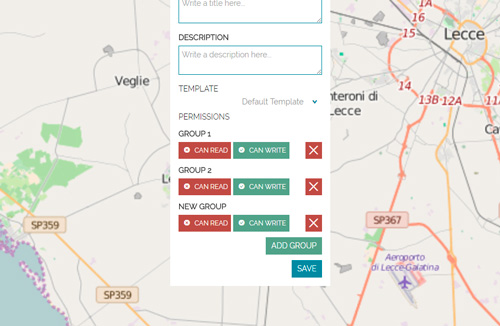 Write a title here...
DESCRIPTION
Write a description here...
TEMPLATE
Default Template
PERMISSIONS
GROUP 1
CAN READ CAN WRITE
GROUP 2
CAN READ CAN WRITE
NEW GROUP
CAN READ CAN WRITE
ADD GROUP
SAVE
Veglie
SP359
SP359
1A
16
15
Lecce
14
13B 12A
11
nteroni di
Lecce
SP367
Aeroporto
di Lecce-Galatina